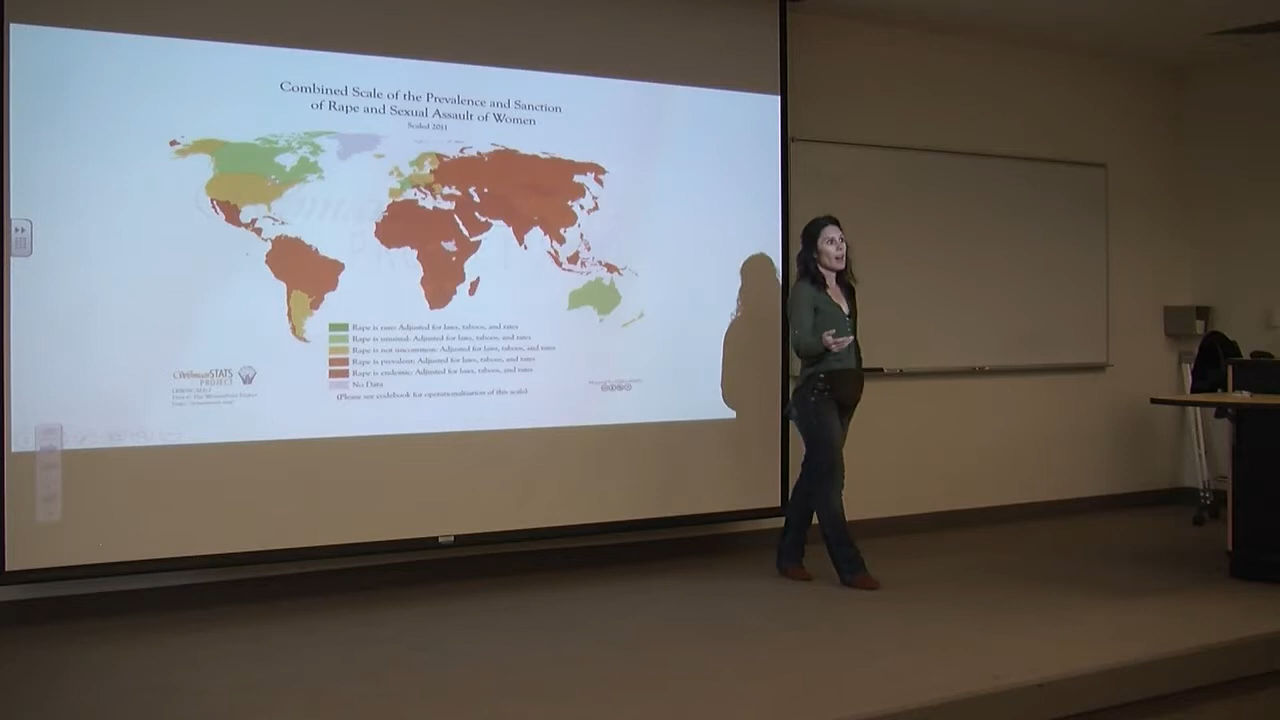 Combined Scale of the Prevalence and Sanction
of Rape and Sexual Assault of Women
Scaled 2011
Rape is rare: Adjusted for laws, taboos, and rates
Rape is unusual: Adjusted for laws, taboos, and rates
Rape is not uncommon: Adjusted for laws, taboos, and rates
Rape is prevalent: Adjusted for laws, taboos, and rates
Rape is endemic: Adjusted for laws, taboos, and rates
No Data
(Please see codebook for operationalization of this scale)
WomanSTATS
PROJECT